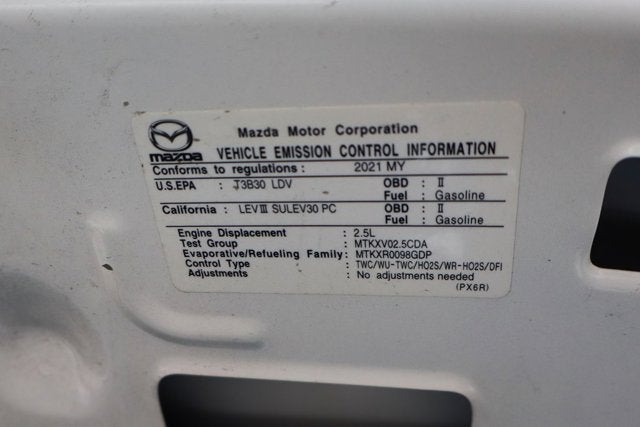 Mazda Motor Corporation
mazda
VEHICLE EMISSION CONTROL INFORMATION
Conforms to regulations : 2021 MY
U.S.EPA : T3B30 LDV OBD : II
Fuel : Gasoline
California : LEVIII SULEV30 PC OBD : II
Fuel : Gasoline
Engine Displacement : 2.5L
Test Group : MTKXV02.5CDA
Evaporative/Refueling Family: MTKXR0098GDP
Control Type : TWC/WU-TWC/HO2S/WR-HO2S/DFI
Adjustments : No adjustments needed
(PX6R)